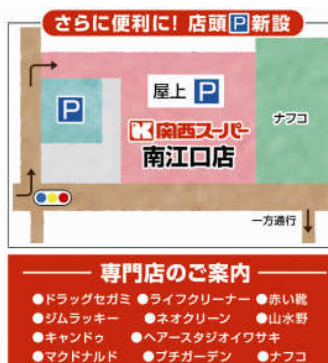 さらに便利に! 店頭P新設
屋上 P
P
ナフコ
K 関西スーパー
南江口店
一方通行
専門店のご案内
●ドラッグセガミ ●ライフクリーナー ●赤い靴
●ジムラッキー ●ネオクリーン ●山水野
●キャンドゥ ●ヘアースタジオイワサキ
●マクドナルド ●プチガーデン ●ナフコ